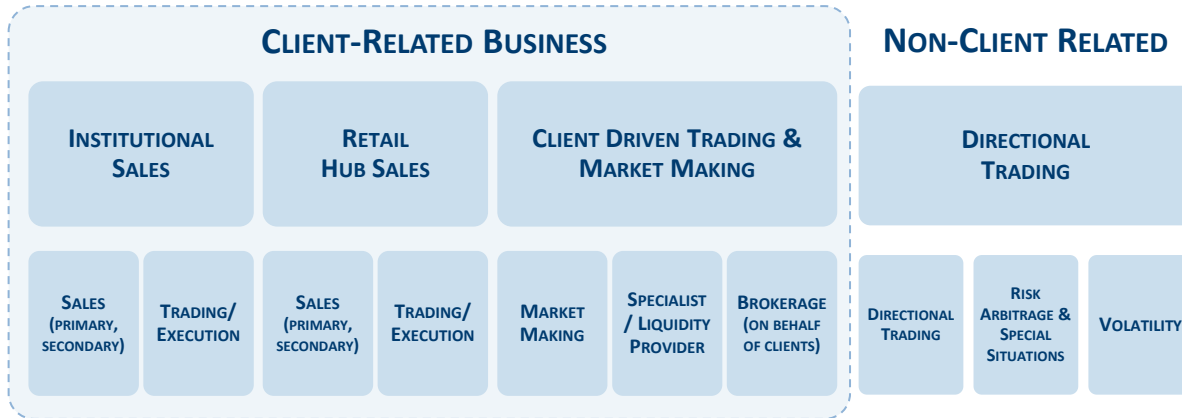 Client-Related Business
Non-Client Related
Institutional
Sales
Retail
Hub Sales
Client Driven Trading &
Market Making
Directional
Trading
Sales
(primary,
secondary)
Trading/
Execution
Sales
(primary,
secondary)
Trading/
Execution
Market
Making
Specialist
/ Liquidity
Provider
Brokerage
(on behalf
of clients)
Directional
Trading
Risk
Arbitrage &
Special
Situations
Volatility